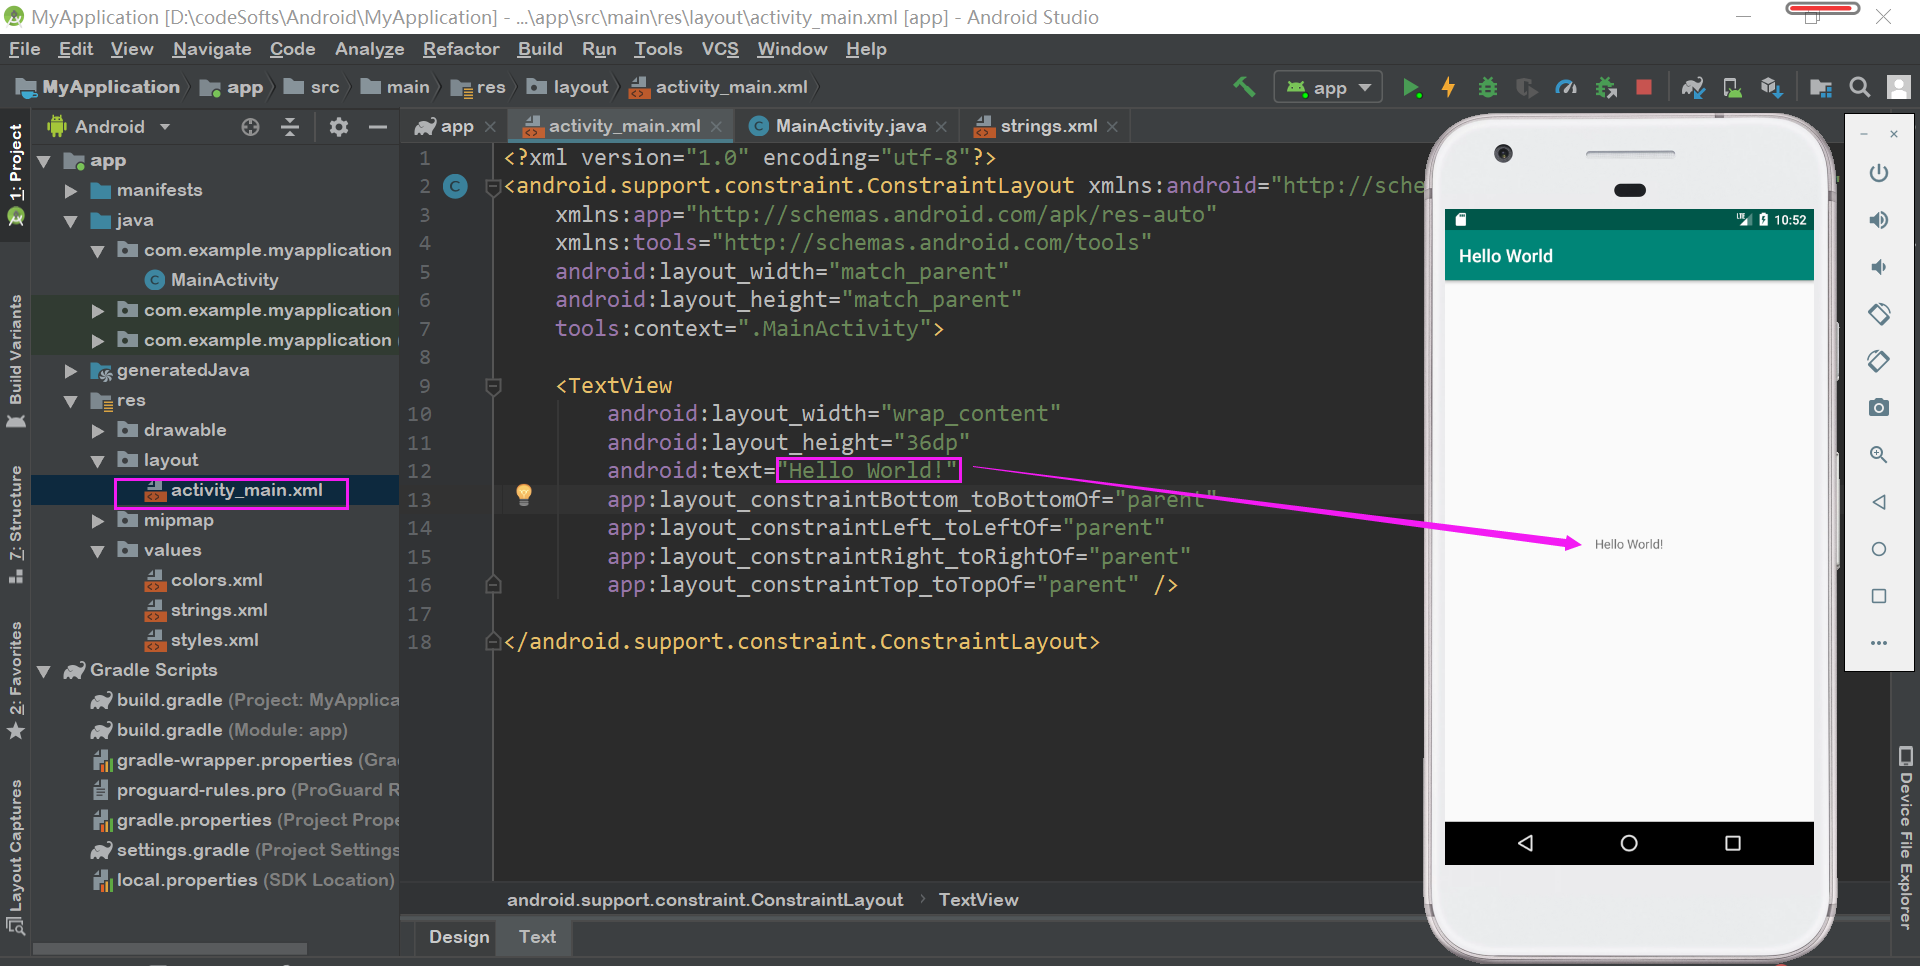 MyApplication [D:\codeSofts\Android\MyApplication] - ...\app\src\main\res\layout\activity_main.xml [app] - Android Studio
File Edit View Navigate Code Analyze Refactor Build Run Tools VCS Window Help
MyApplication app src main res layout activity_main.xml
app
Android
app activity_main.xml MainActivity.java strings.xml
1: Project
Build Variants
7: Structure
2: Favorites
Layout Captures
app
manifests
java
com.example.myapplication
MainActivity
com.example.myapplication
com.example.myapplication
generatedJava
res
drawable
layout
activity_main.xml
mipmap
values
colors.xml
strings.xml
styles.xml
Gradle Scripts
build.gradle (Project: MyApplica
build.gradle (Module: app)
gradle-wrapper.properties (Gra
proguard-rules.pro (ProGuard R
gradle.properties (Project Prope
settings.gradle (Project Settings
local.properties (SDK Location)
1 <?xml version="1.0" encoding="utf-8"?>
2 <android.support.constraint.ConstraintLayout xmlns:android="http://sche
3 xmlns:app="http://schemas.android.com/apk/res-auto"
4 xmlns:tools="http://schemas.android.com/tools"
5 android:layout_width="match_parent"
6 android:layout_height="match_parent"
7 tools:context=".MainActivity">
8
9 <TextView
10 android:layout_width="wrap_content"
11 android:layout_height="36dp"
12 android:text="Hello World!"
13 app:layout_constraintBottom_toBottomOf="parent"
14 app:layout_constraintLeft_toLeftOf="parent"
15 app:layout_constraintRight_toRightOf="parent"
16 app:layout_constraintTop_toTopOf="parent" />
17
18 </android.support.constraint.ConstraintLayout>
android.support.constraint.ConstraintLayout › TextView
Design Text
LTE 10:52
Hello World
Hello World!
Device File Explorer